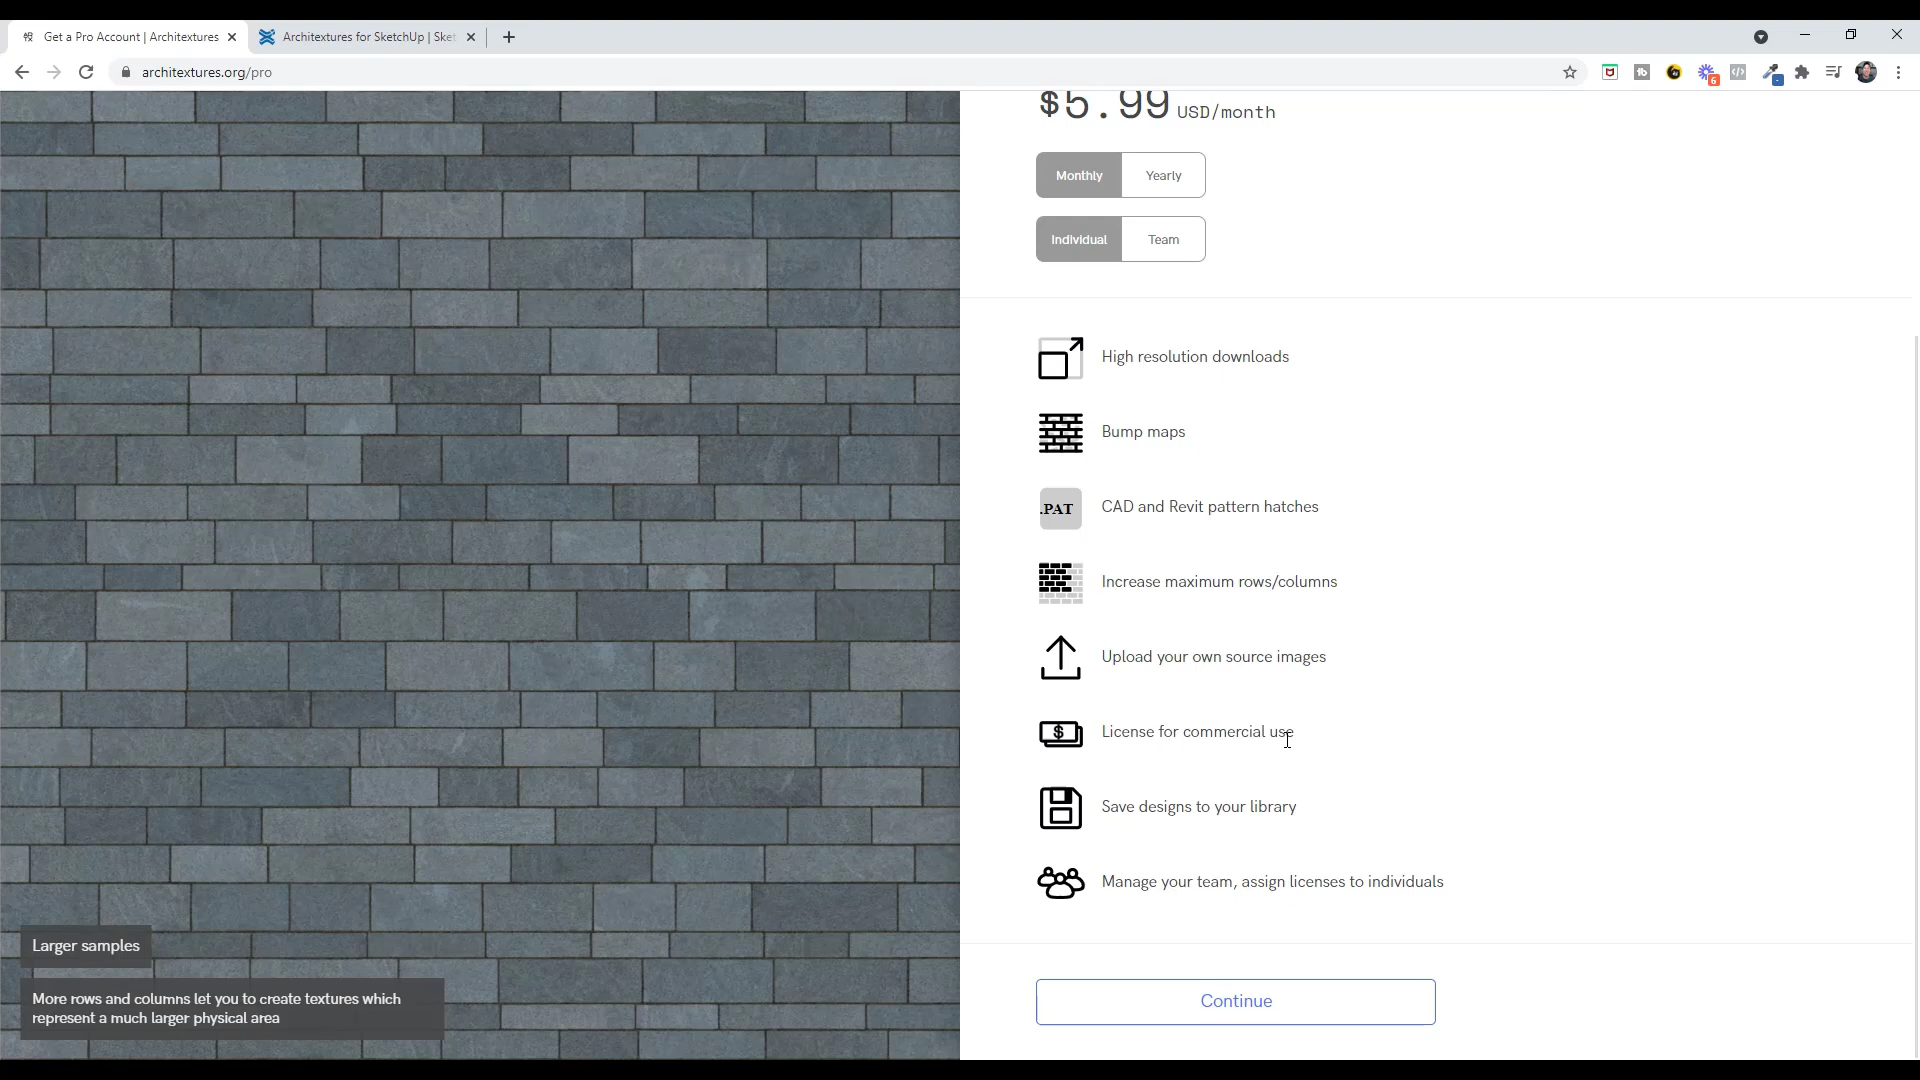 Get a Pro Account | Architextures
Architextures for SketchUp | Sket
architextures.org/pro
6
$5.99 USD/month
Monthly
Yearly
Individual
Team
High resolution downloads
Bump maps
.PAT
CAD and Revit pattern hatches
Increase maximum rows/columns
Upload your own source images
$
License for commercial use
Save designs to your library
Manage your team, assign licenses to individuals
Larger samples
More rows and columns let you to create textures which
represent a much larger physical area
Continue